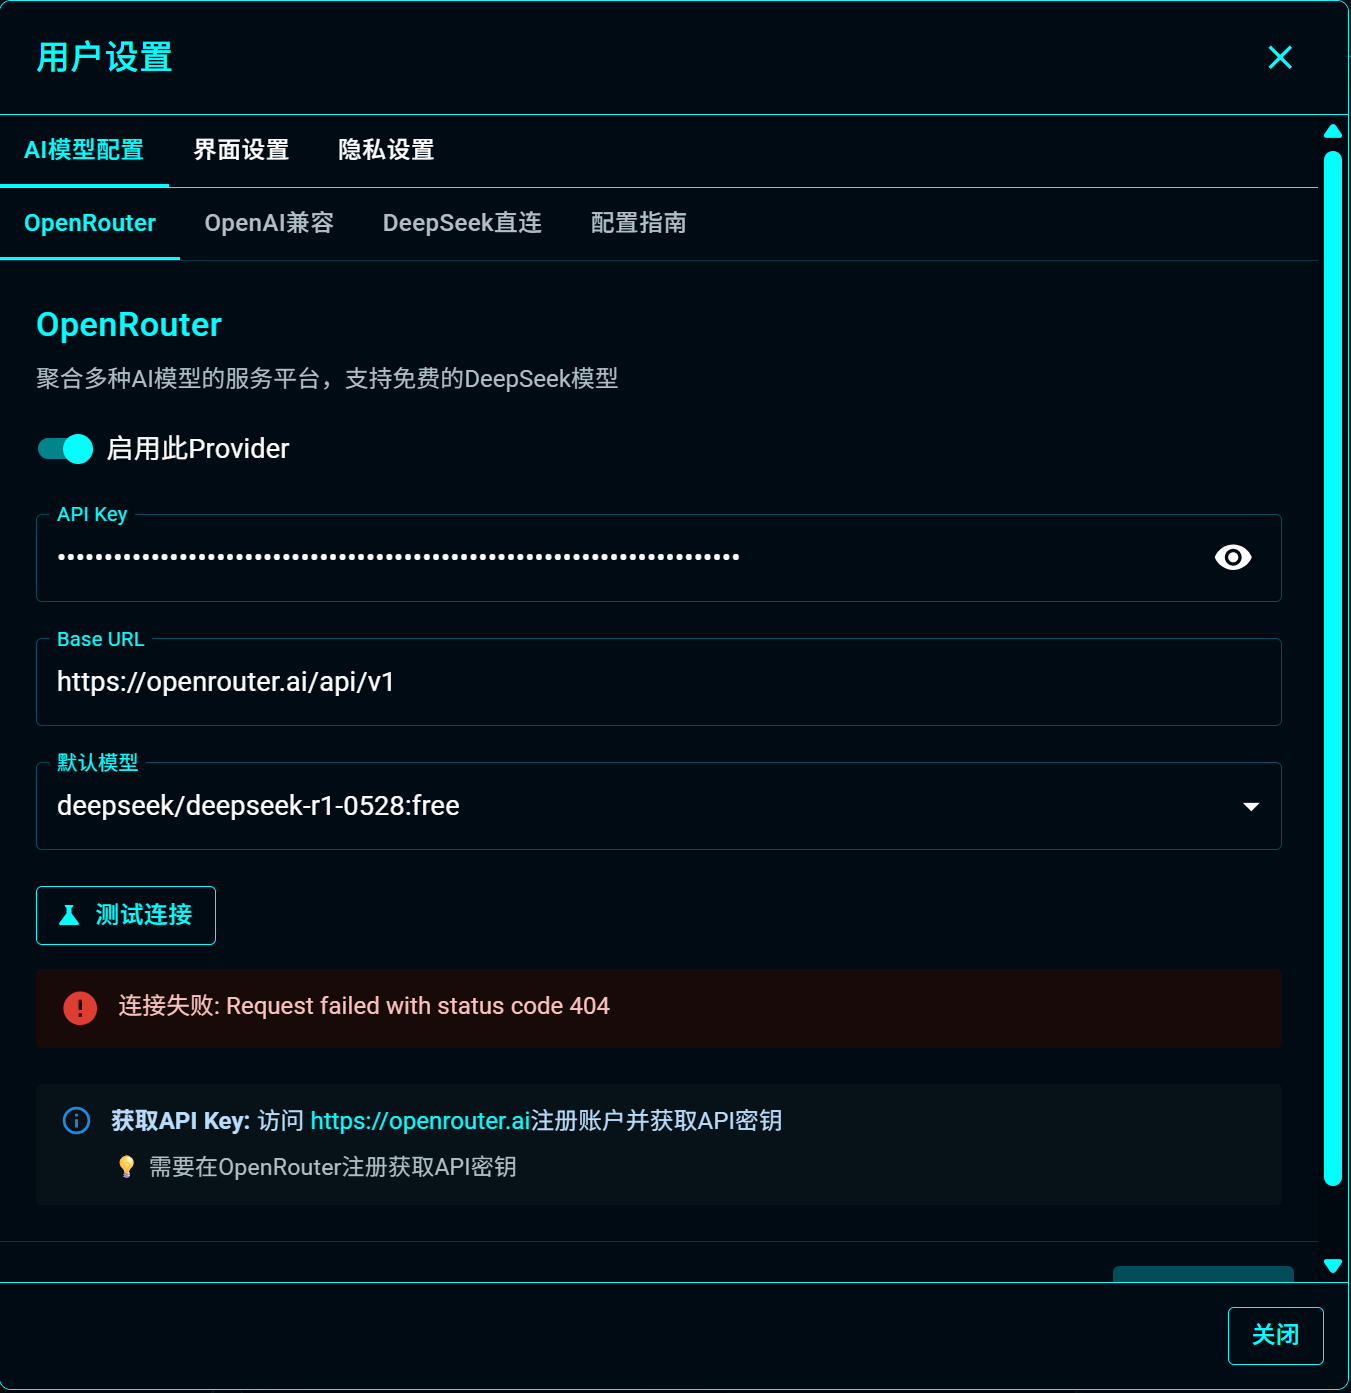 用户设置
AI模型配置 界面设置 隐私设置
OpenRouter OpenAI兼容 DeepSeek直连 配置指南
OpenRouter
聚合多种AI模型的服务平台，支持免费的DeepSeek模型
启用此Provider
API Key
Base URL
https://openrouter.ai/api/v1
默认模型
deepseek/deepseek-r1-0528:free
测试连接
连接失败: Request failed with status code 404
获取API Key: 访问 https://openrouter.ai注册账户并获取API密钥
💡 需要在OpenRouter注册获取API密钥
关闭